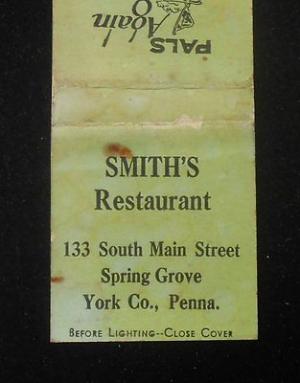 PALS
Again
SMITH'S
Restaurant
133 South Main Street
Spring Grove
York Co., Penna.
BEFORE LIGHTING--CLOSE COVER